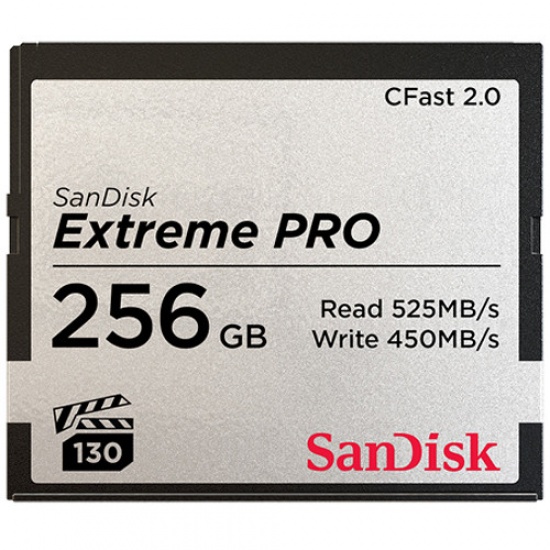 CFast 2.0
SanDisk
Extreme PRO
256 GB
Read 525MB/s
Write 450MB/s
130
SanDisk